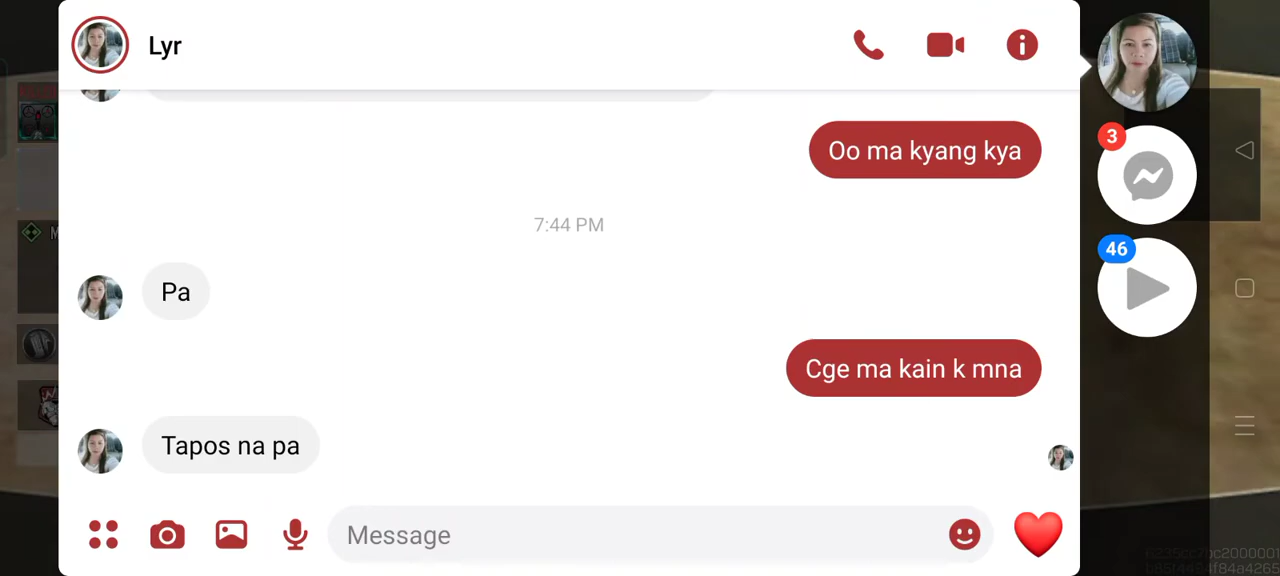 Lyr
Oo ma kyang kya
7:44 PM
Pa
Cge ma kain k mna
Tapos na pa
Message
3
46